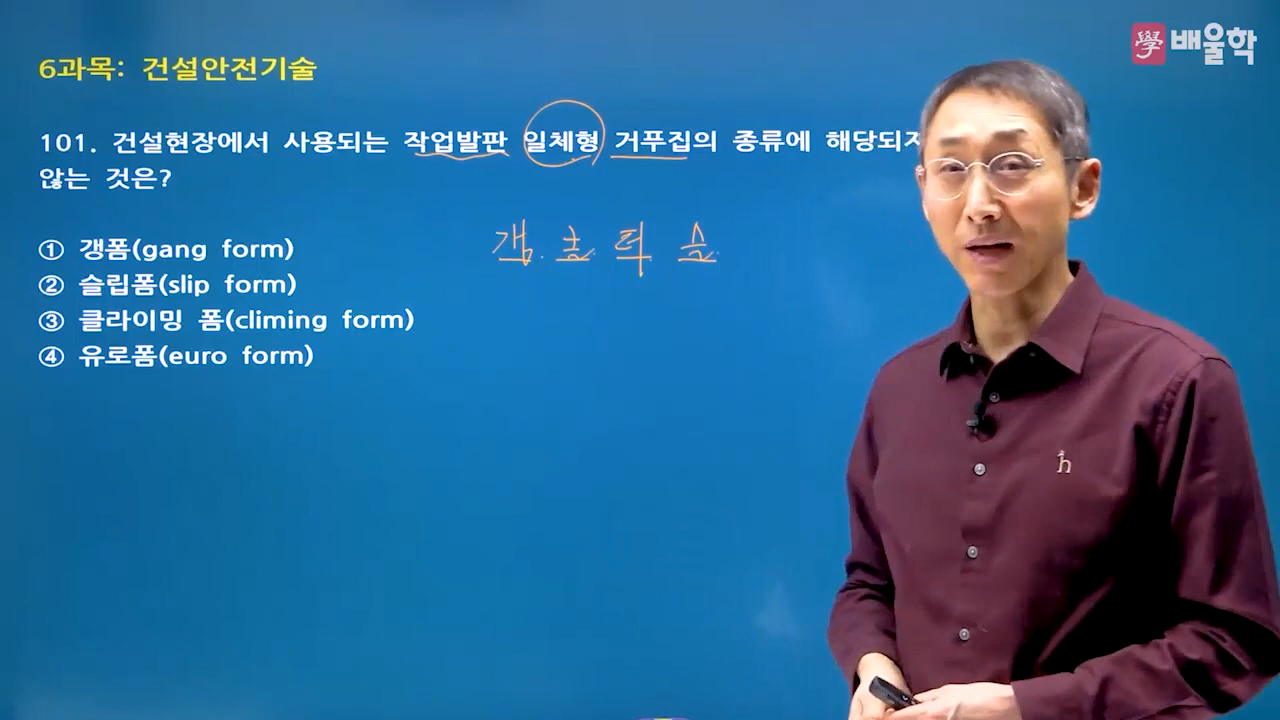 學 배울학
6과목: 건설안전기술
101. 건설현장에서 사용되는 작업발판 일체형 거푸집의 종류에 해당되지
않는 것은?
① 갱폼(gang form)
② 슬립폼(slip form)
③ 클라이밍 폼(climing form)
④ 유로폼(euro form)
h